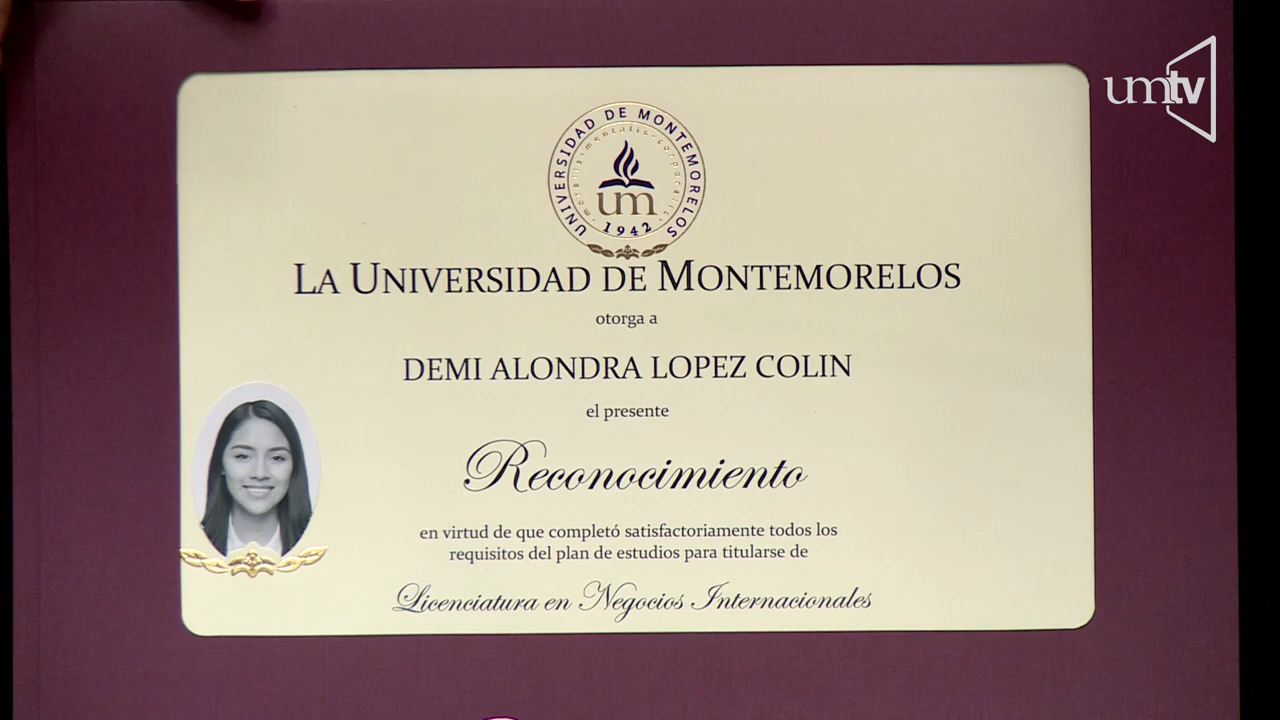 umtv
UNIVERSIDAD DE MONTEMORELOS
um
1942
LA UNIVERSIDAD DE MONTEMORELOS
otorga a
DEMI ALONDRA LOPEZ COLIN
el presente
Reconocimiento
en virtud de que completó satisfactoriamente todos los
requisitos del plan de estudios para titularse de
Licenciatura en Negocios Internacionales